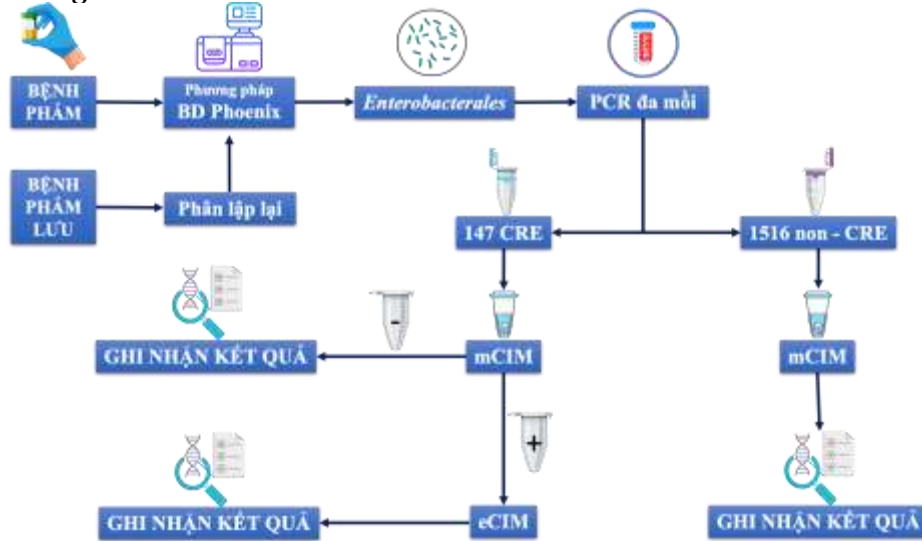 BỆNH
PHẨM
Phương pháp
BD Phoenix
Enterobacterales
PCR đa mồi
BỆNH
PHẨM
LƯU
Phân lập lại
147 CRE
1516 non - CRE
-
GHI NHẬN KẾT QUẢ
mCIM
mCIM
+
GHI NHẬN KẾT QUẢ
eCIM
GHI NHẬN KẾT QUẢ